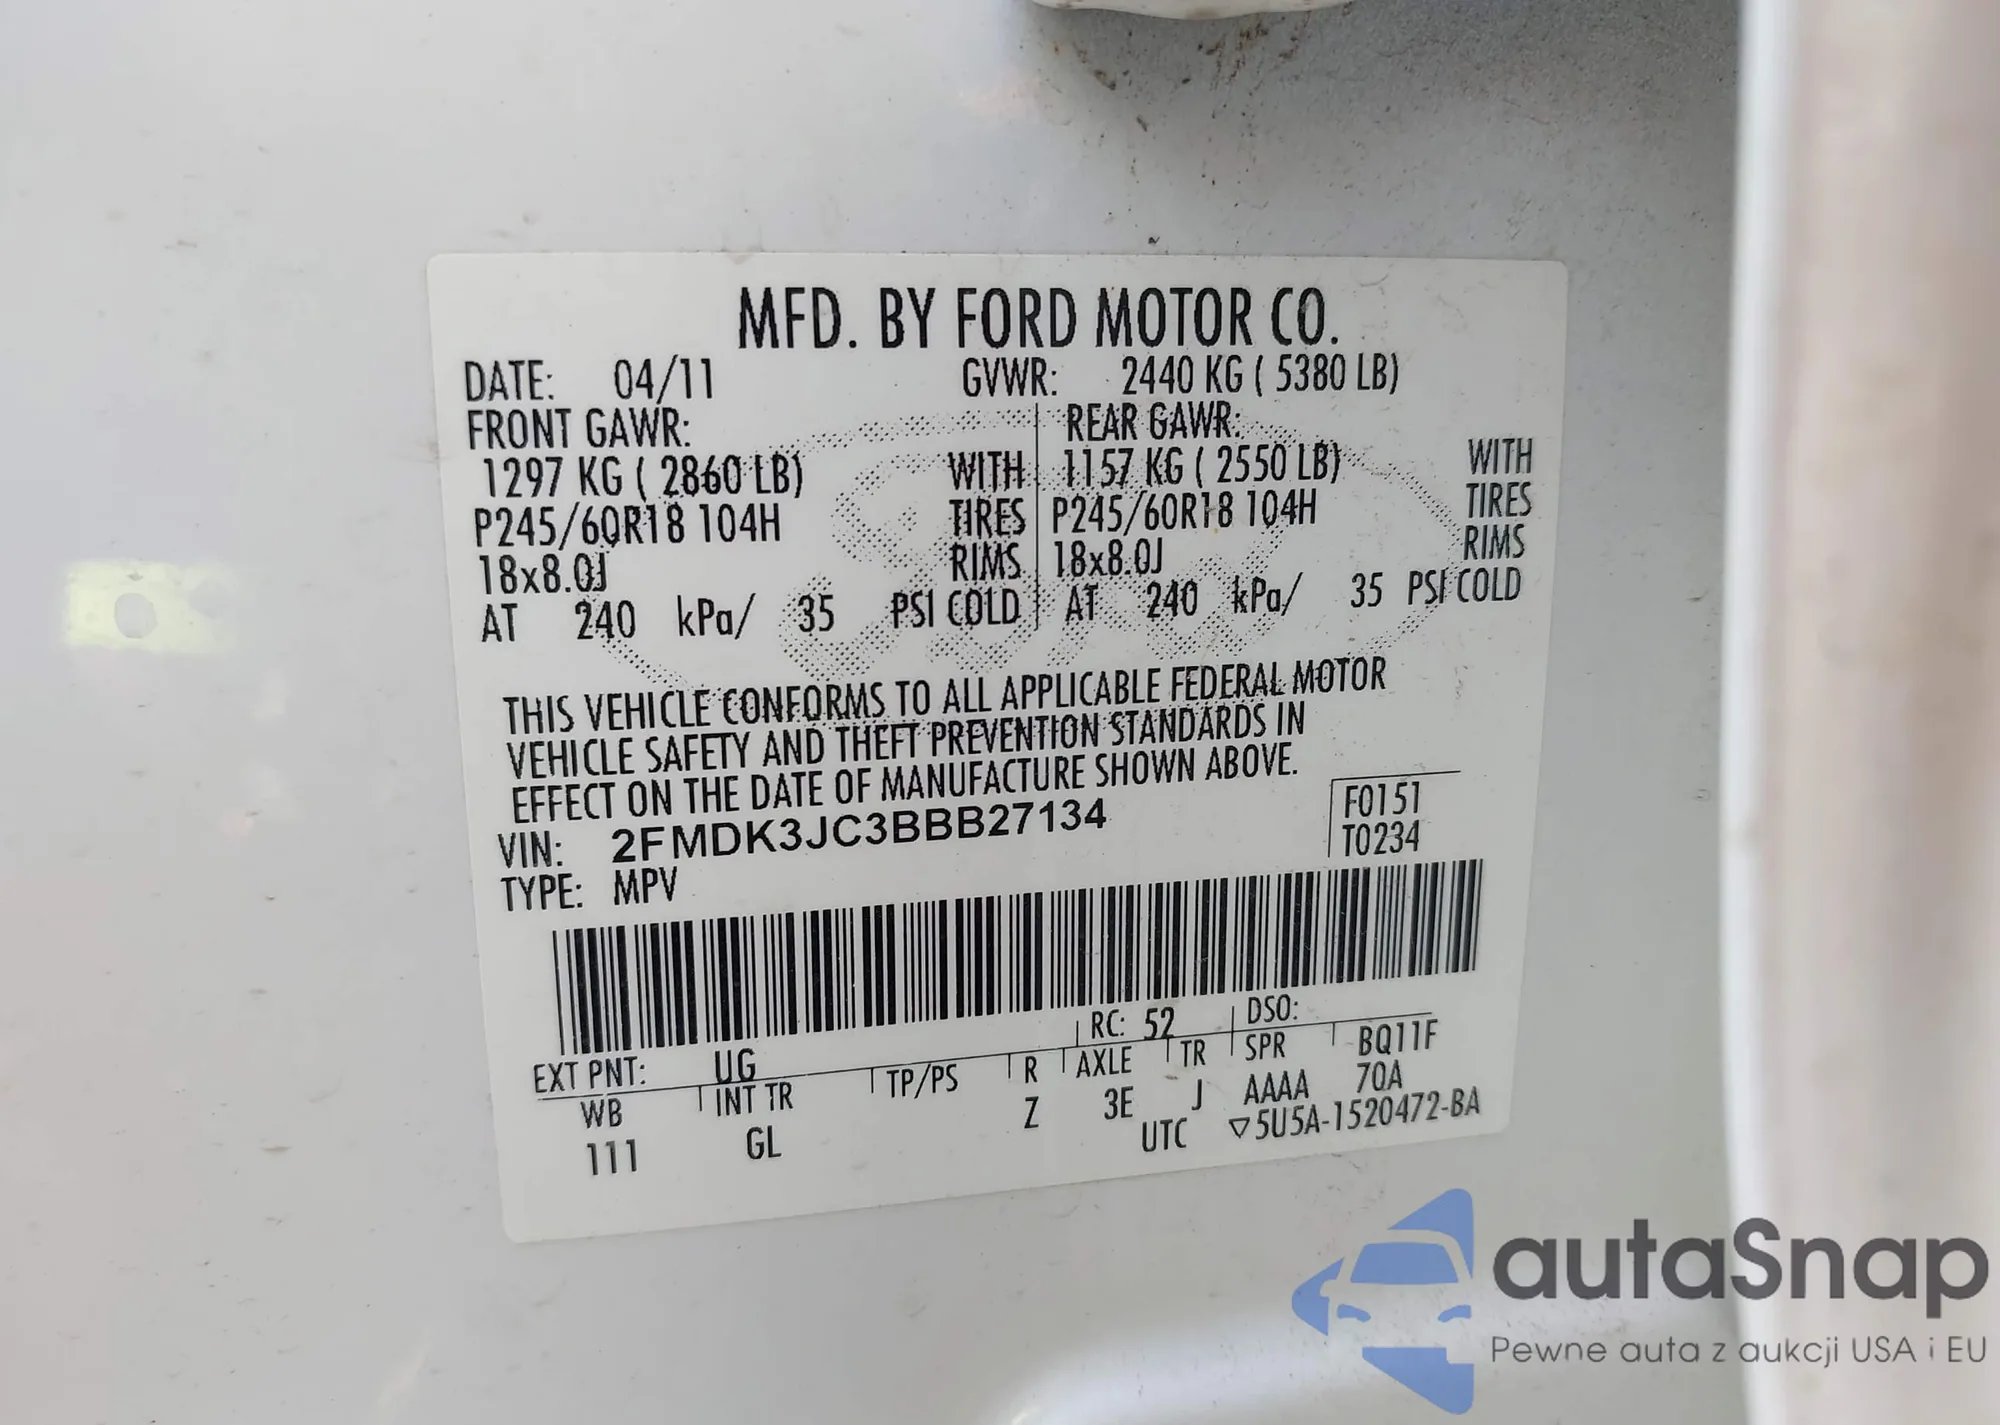 MFD. BY FORD MOTOR CO.
DATE: 04/11 GVWR: 2440 KG ( 5380 LB)
FRONT GAWR: REAR GAWR:
1297 KG ( 2860 LB) WITH 1157 KG ( 2550 LB) WITH
P245/60R18 104H TIRES P245/60R18 104H TIRES
18x8.0J RIMS 18x8.0J RIMS
AT 240 kPa/ 35 PSI COLD AT 240 kPa/ 35 PSI COLD
THIS VEHICLE CONFORMS TO ALL APPLICABLE FEDERAL MOTOR
VEHICLE SAFETY AND THEFT PREVENTION STANDARDS IN
EFFECT ON THE DATE OF MANUFACTURE SHOWN ABOVE.
VIN: 2FMDK3JC3BBB27134 F0151
TYPE: MPV T0234
EXT PNT: UG RC: 52 DSO:
WB INT TR TP/PS R AXLE TR SPR BQ11F
111 GL Z 3E J AAAA 70A
UTC ▽5U5A-1520472-BA
autaSnap
Pewne auta z aukcji USA i EU